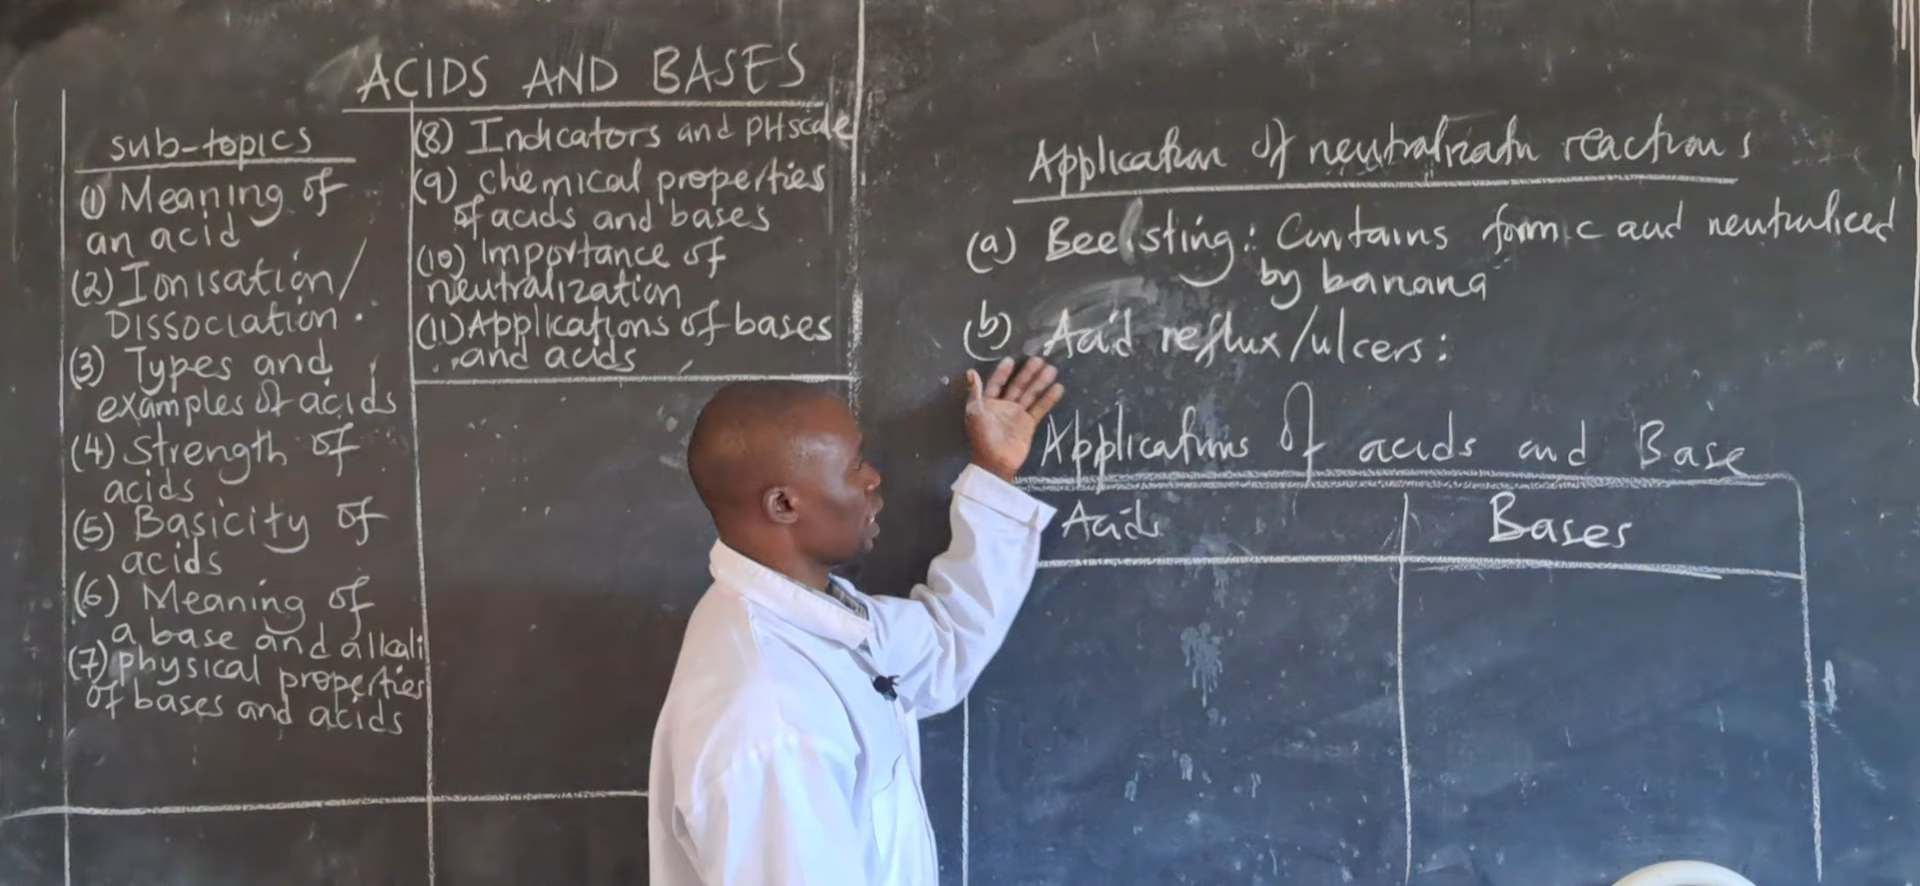 ACIDS AND BASES
sub-topics
(1) Meaning of
an acid
(2) Ionisation/
Dissociation.
(3) Types and
examples of acids
(4) Strength of
acids
(5) Basicity of
acids
(6) Meaning of
a base and alkali
(7) physical properties
of bases and acids
(8) Indicators and PH scale
(9) chemical properties
of acids and bases
(10) Importance of
neutralization
(11) Applications of bases
and acids
Application of neutralization reactions
(a) Bee sting: Contains formic and neutralized
by banana
(b) Acid reflux/ulcers:
Applications of acids and Base
Acids
Bases